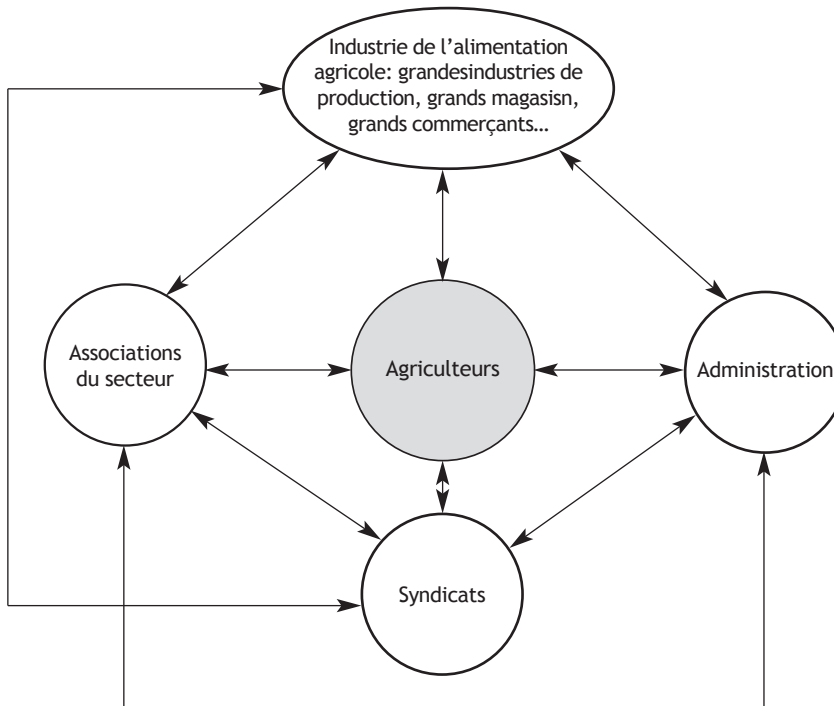 Industrie de l’alimentation
agricole: grandesindustries de
production, grands magasisn,
grands commerçants...
Associations
du secteur
Agriculteurs
Administration
Syndicats